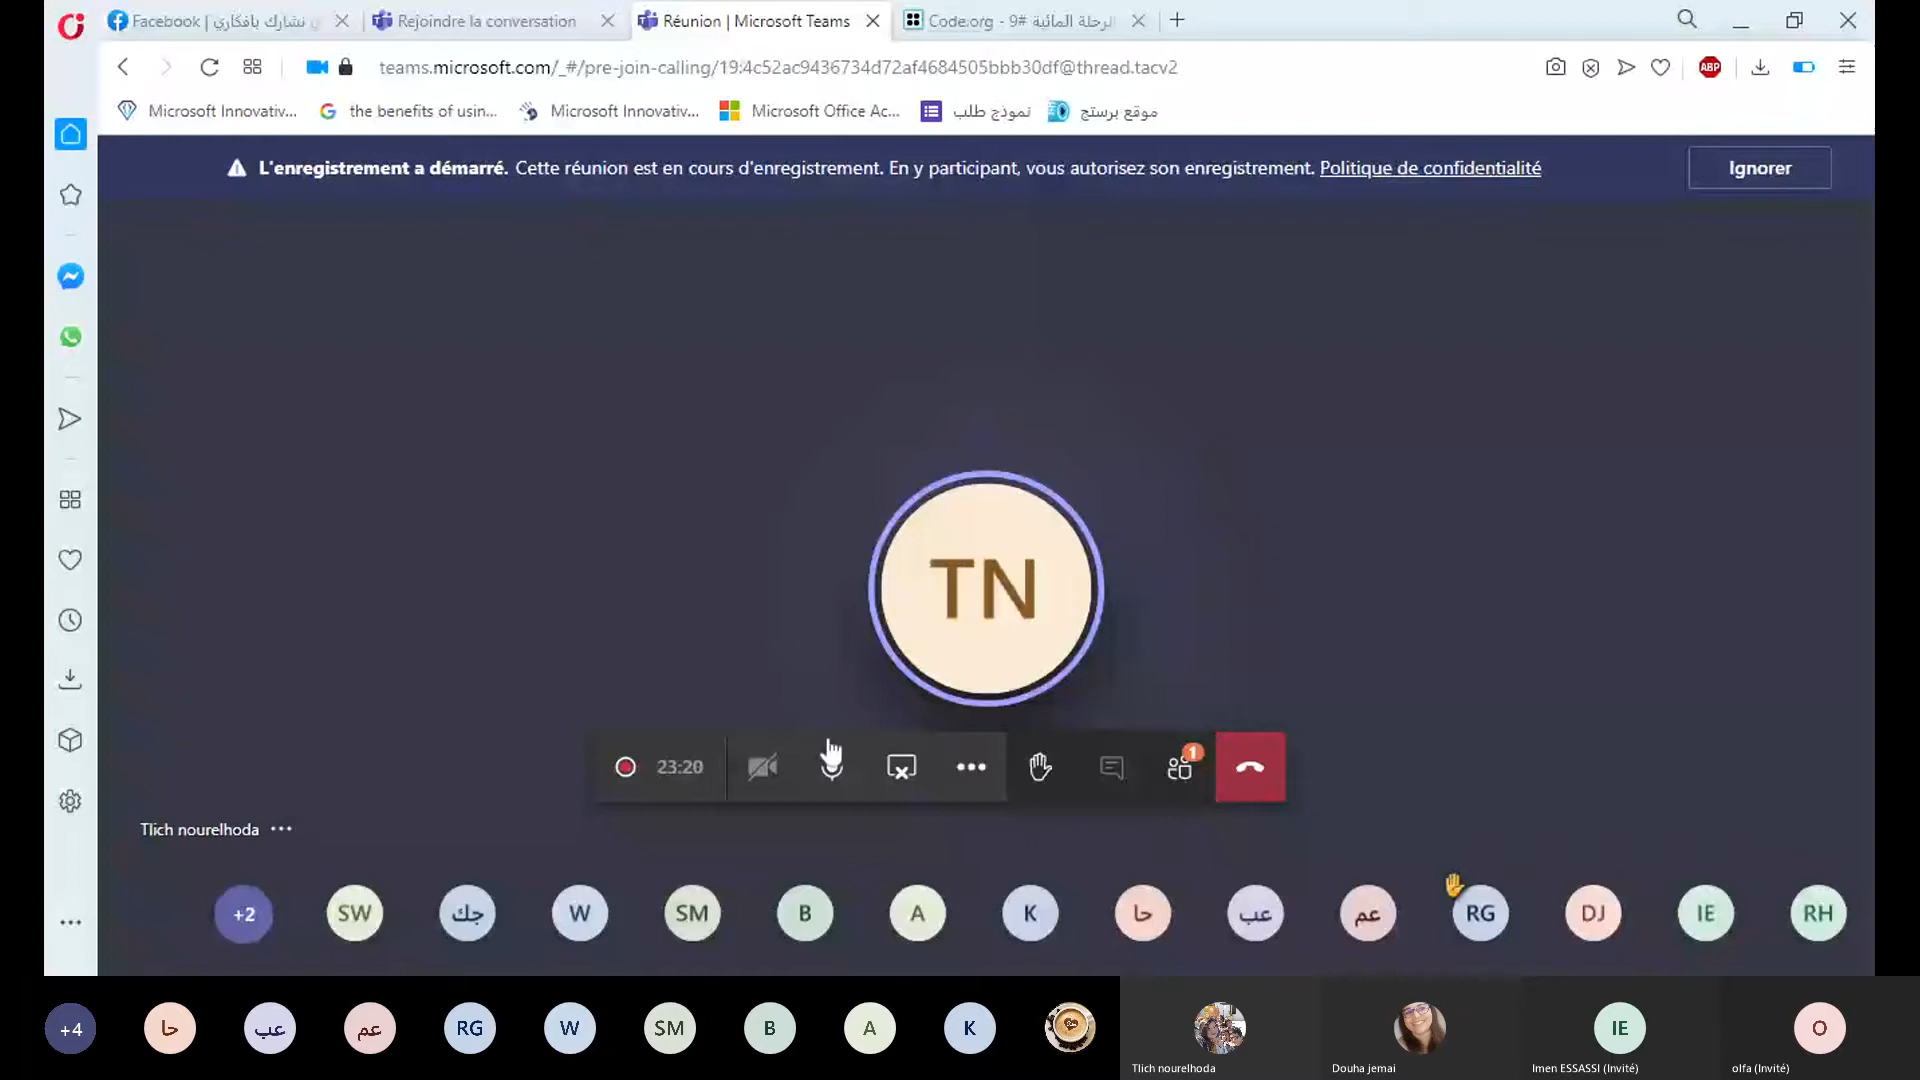 Facebook | نشارك بافكاري
Rejoindre la conversation
Réunion | Microsoft Teams
Code.org - الرحلة المائية #9
teams.microsoft.com/_#/pre-join-calling/19:4c52ac9436734d72af4684505bbb30df@thread.tacv2
ABP
Microsoft Innovativ...
the benefits of usin...
Microsoft Innovativ...
Microsoft Office Ac...
نموذج طلب
موقع برستج
L'enregistrement a démarré. Cette réunion est en cours d'enregistrement. En y participant, vous autorisez son enregistrement. Politique de confidentialité
Ignorer
TN
23:20
1
Tlich nourelhoda
+2 SW جك W SM B A K حا عب عم RG DJ IE RH
+4 حا عب عم RG W SM B A K IE O
Tlich nourelhoda
Douha jemai
Imen ESSASSI (Invité)
olfa (Invité)